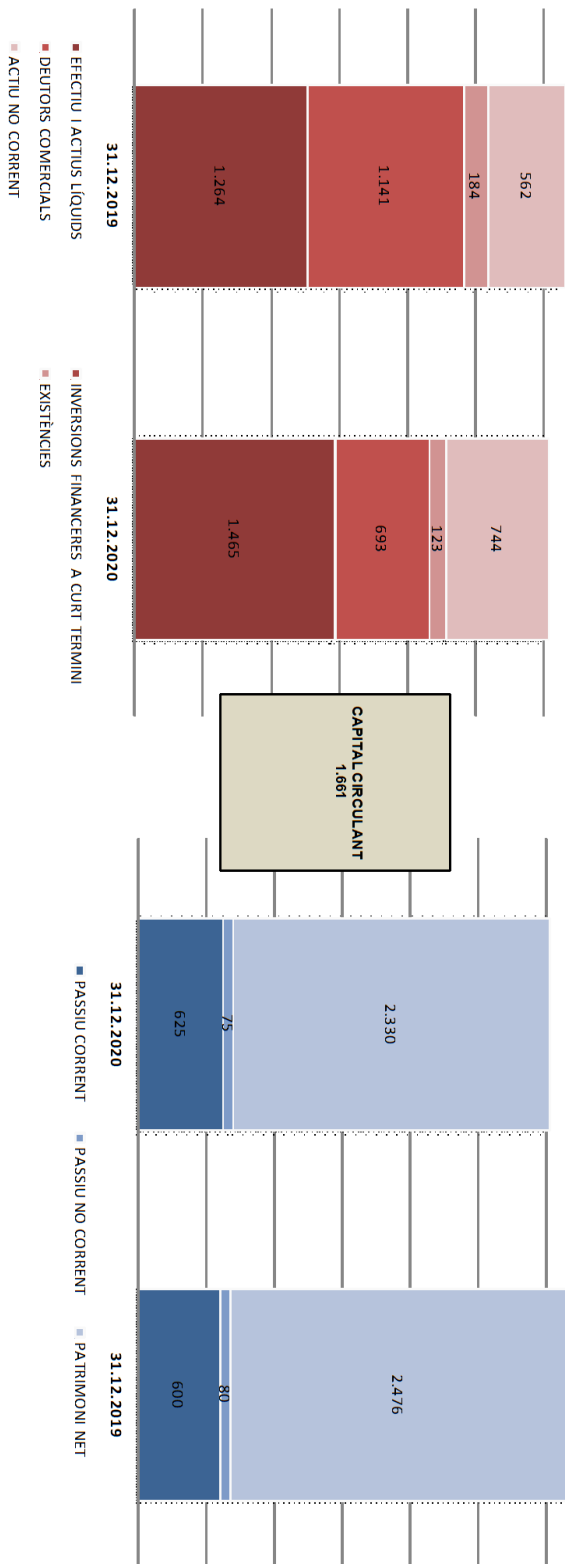 562
744
184
123
1.141
693
1.264
1.465
31.12.2019
31.12.2020
EFECTIU I ACTIUS LÍQUIDS
INVERSIONS FINANCERES A CURT TERMINI
DEUTORS COMERCIALS
EXISTÈNCIES
ACTIU NO CORRENT
CAPITAL CIRCULANT
1.661
2.330
2.476
75
80
625
600
31.12.2020
31.12.2019
PASSIU CORRENT
PASSIU NO CORRENT
PATRIMONI NET